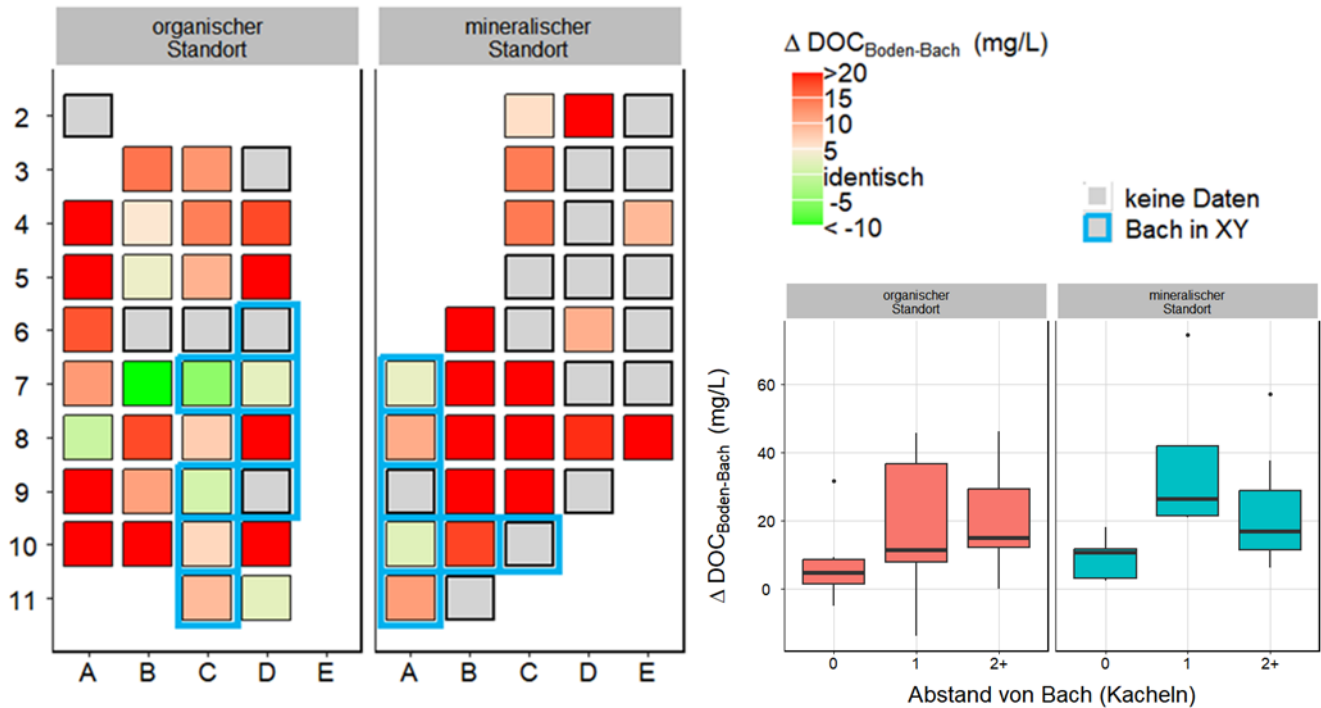 organischer
Standort
mineralischer
Standort
2
3
4
5
6
7
8
9
10
11
A B C D E
A B C D E
Δ DOCBoden-Bach (mg/L)
>20
15
10
5
identisch
-5
< -10
keine Daten
Bach in XY
organischer
Standort
mineralischer
Standort
Δ DOCBoden-Bach (mg/L)
60
40
20
0
0 1 2+
0 1 2+
Abstand von Bach (Kacheln)